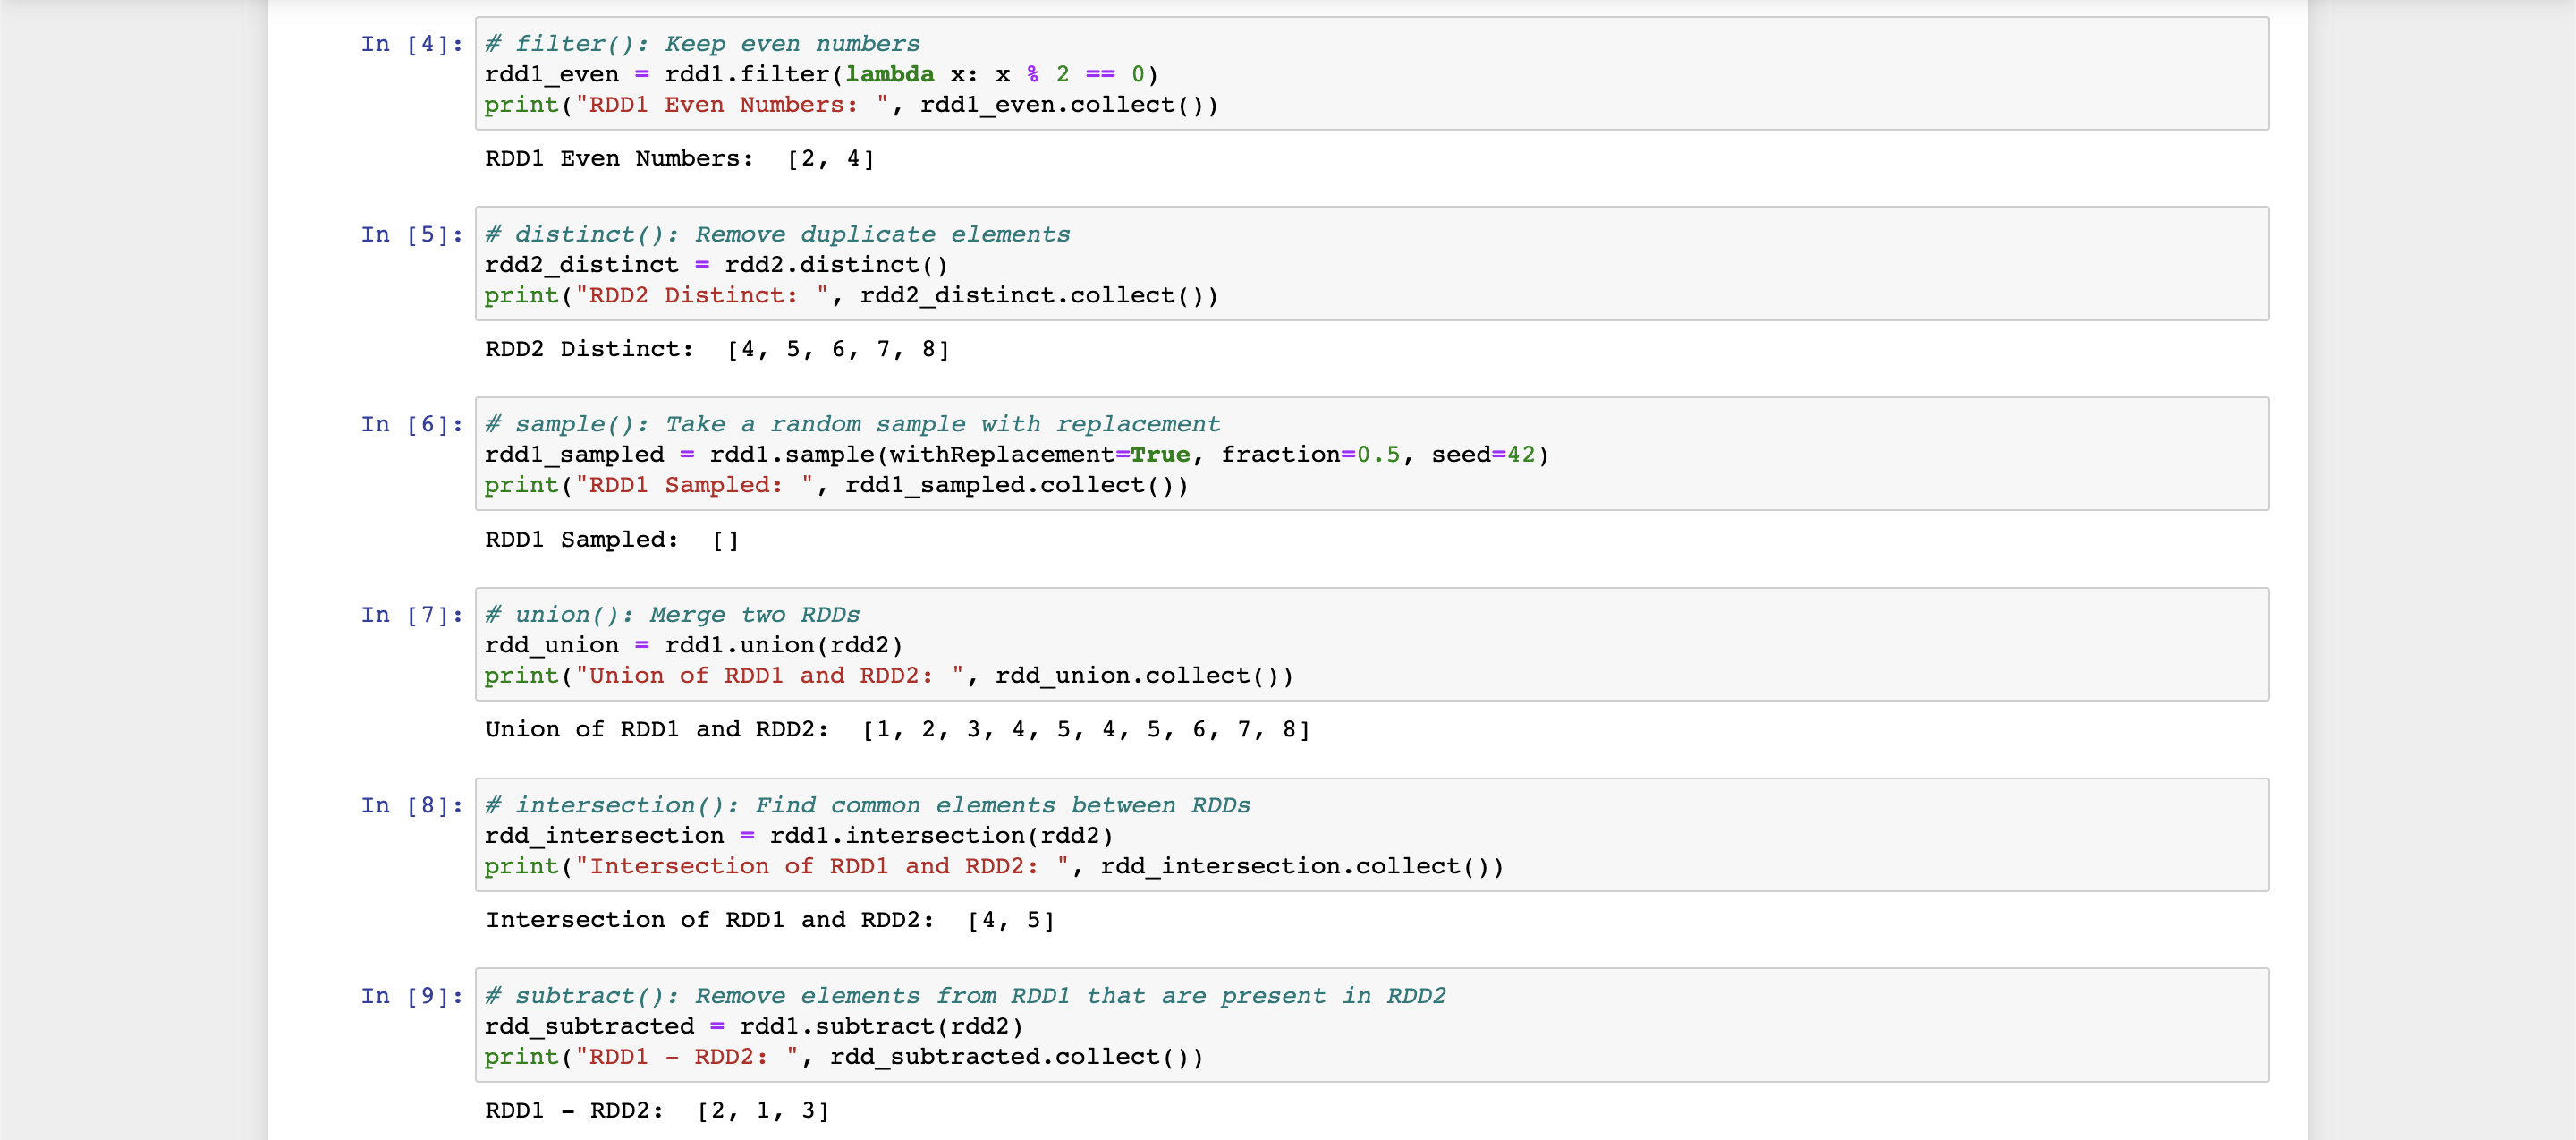 In [4]: # filter(): Keep even numbers
rdd1_even = rdd1.filter(lambda x: x % 2 == 0)
print("RDD1 Even Numbers: ", rdd1_even.collect())
RDD1 Even Numbers:  [2, 4]
In [5]: # distinct(): Remove duplicate elements
rdd2_distinct = rdd2.distinct()
print("RDD2 Distinct: ", rdd2_distinct.collect())
RDD2 Distinct:  [4, 5, 6, 7, 8]
In [6]: # sample(): Take a random sample with replacement
rdd1_sampled = rdd1.sample(withReplacement=True, fraction=0.5, seed=42)
print("RDD1 Sampled: ", rdd1_sampled.collect())
RDD1 Sampled:  []
In [7]: # union(): Merge two RDDs
rdd_union = rdd1.union(rdd2)
print("Union of RDD1 and RDD2: ", rdd_union.collect())
Union of RDD1 and RDD2:  [1, 2, 3, 4, 5, 4, 5, 6, 7, 8]
In [8]: # intersection(): Find common elements between RDDs
rdd_intersection = rdd1.intersection(rdd2)
print("Intersection of RDD1 and RDD2: ", rdd_intersection.collect())
Intersection of RDD1 and RDD2:  [4, 5]
In [9]: # subtract(): Remove elements from RDD1 that are present in RDD2
rdd_subtracted = rdd1.subtract(rdd2)
print("RDD1 - RDD2: ", rdd_subtracted.collect())
RDD1 - RDD2:  [2, 1, 3]